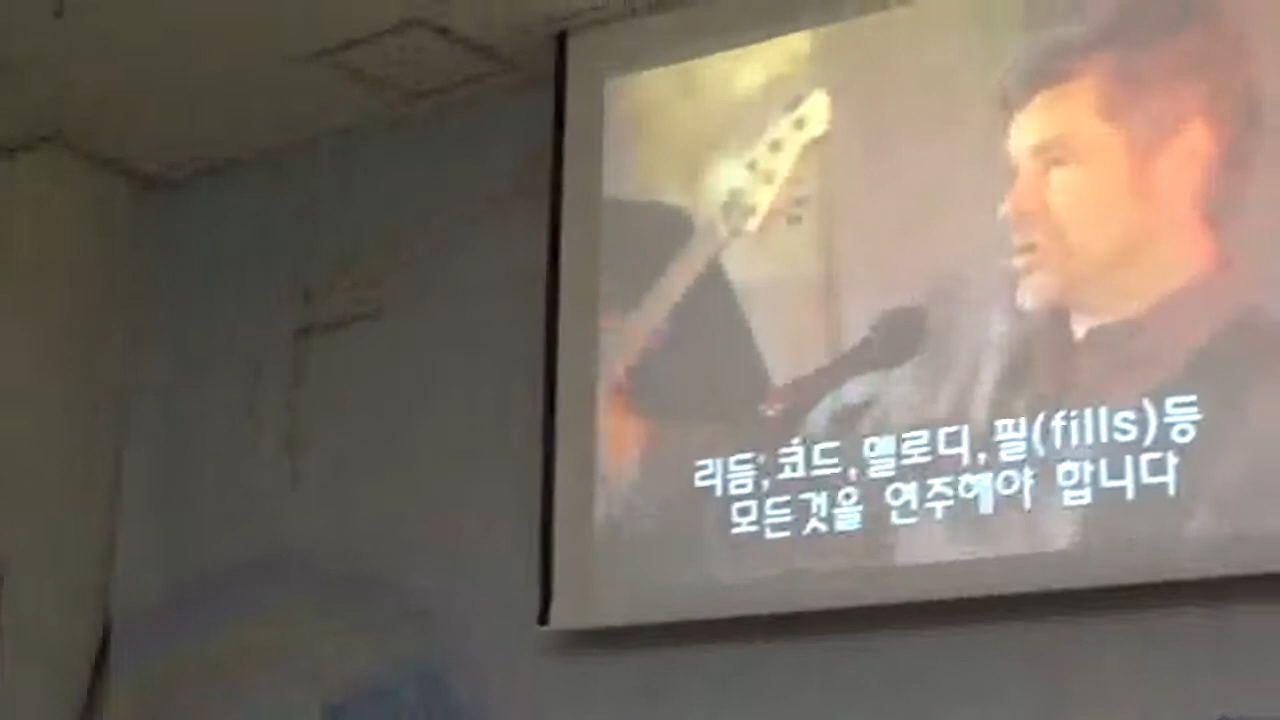 리듬, 코드, 멜로디, 필(fills)등
모든것을 연주해야 합니다